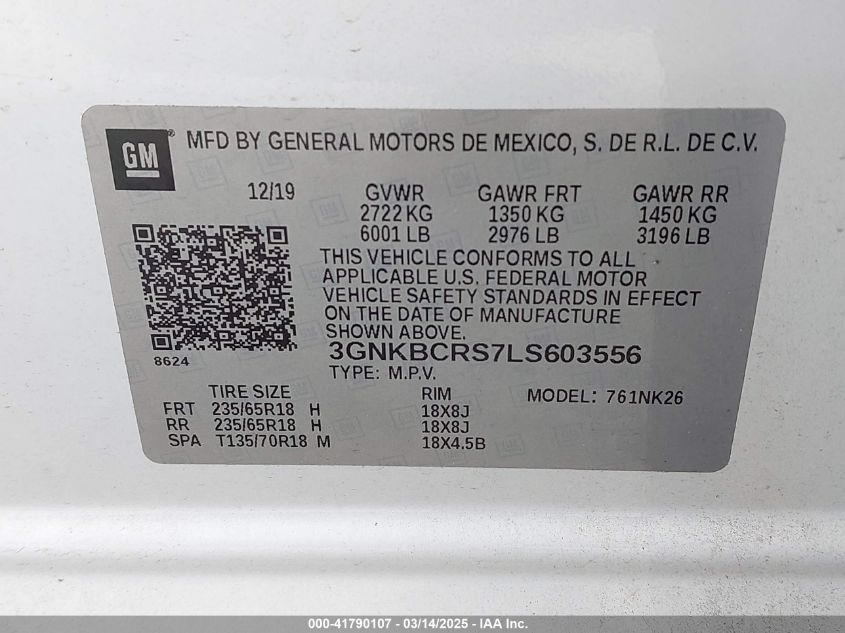 GM ® MFD BY GENERAL MOTORS DE MEXICO, S. DE R.L. DE C.V.
12/19 GVWR GAWR FRT GAWR RR
2722 KG 1350 KG 1450 KG
6001 LB 2976 LB 3196 LB
THIS VEHICLE CONFORMS TO ALL
APPLICABLE U.S. FEDERAL MOTOR
VEHICLE SAFETY STANDARDS IN EFFECT
ON THE DATE OF MANUFACTURE
SHOWN ABOVE.
8624
3GNKBCRS7LS603556
TYPE: M.P.V.
TIRE SIZE RIM MODEL: 761NK26
FRT 235/65R18 H 18X8J
RR 235/65R18 H 18X8J
SPA T135/70R18 M 18X4.5B
000-41790107 - 03/14/2025 - IAA Inc.